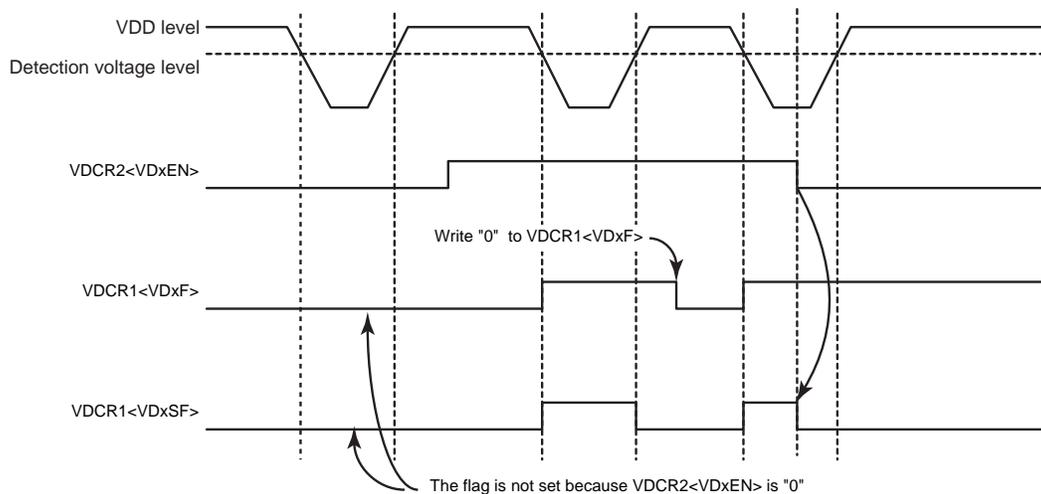 VDD level
Detection voltage level
VDCR2<VDxEN>
Write "0" to VDCR1<VDxF>
VDCR1<VDxF>
VDCR1<VDxSF>
The flag is not set because VDCR2<VDxEN> is "0"